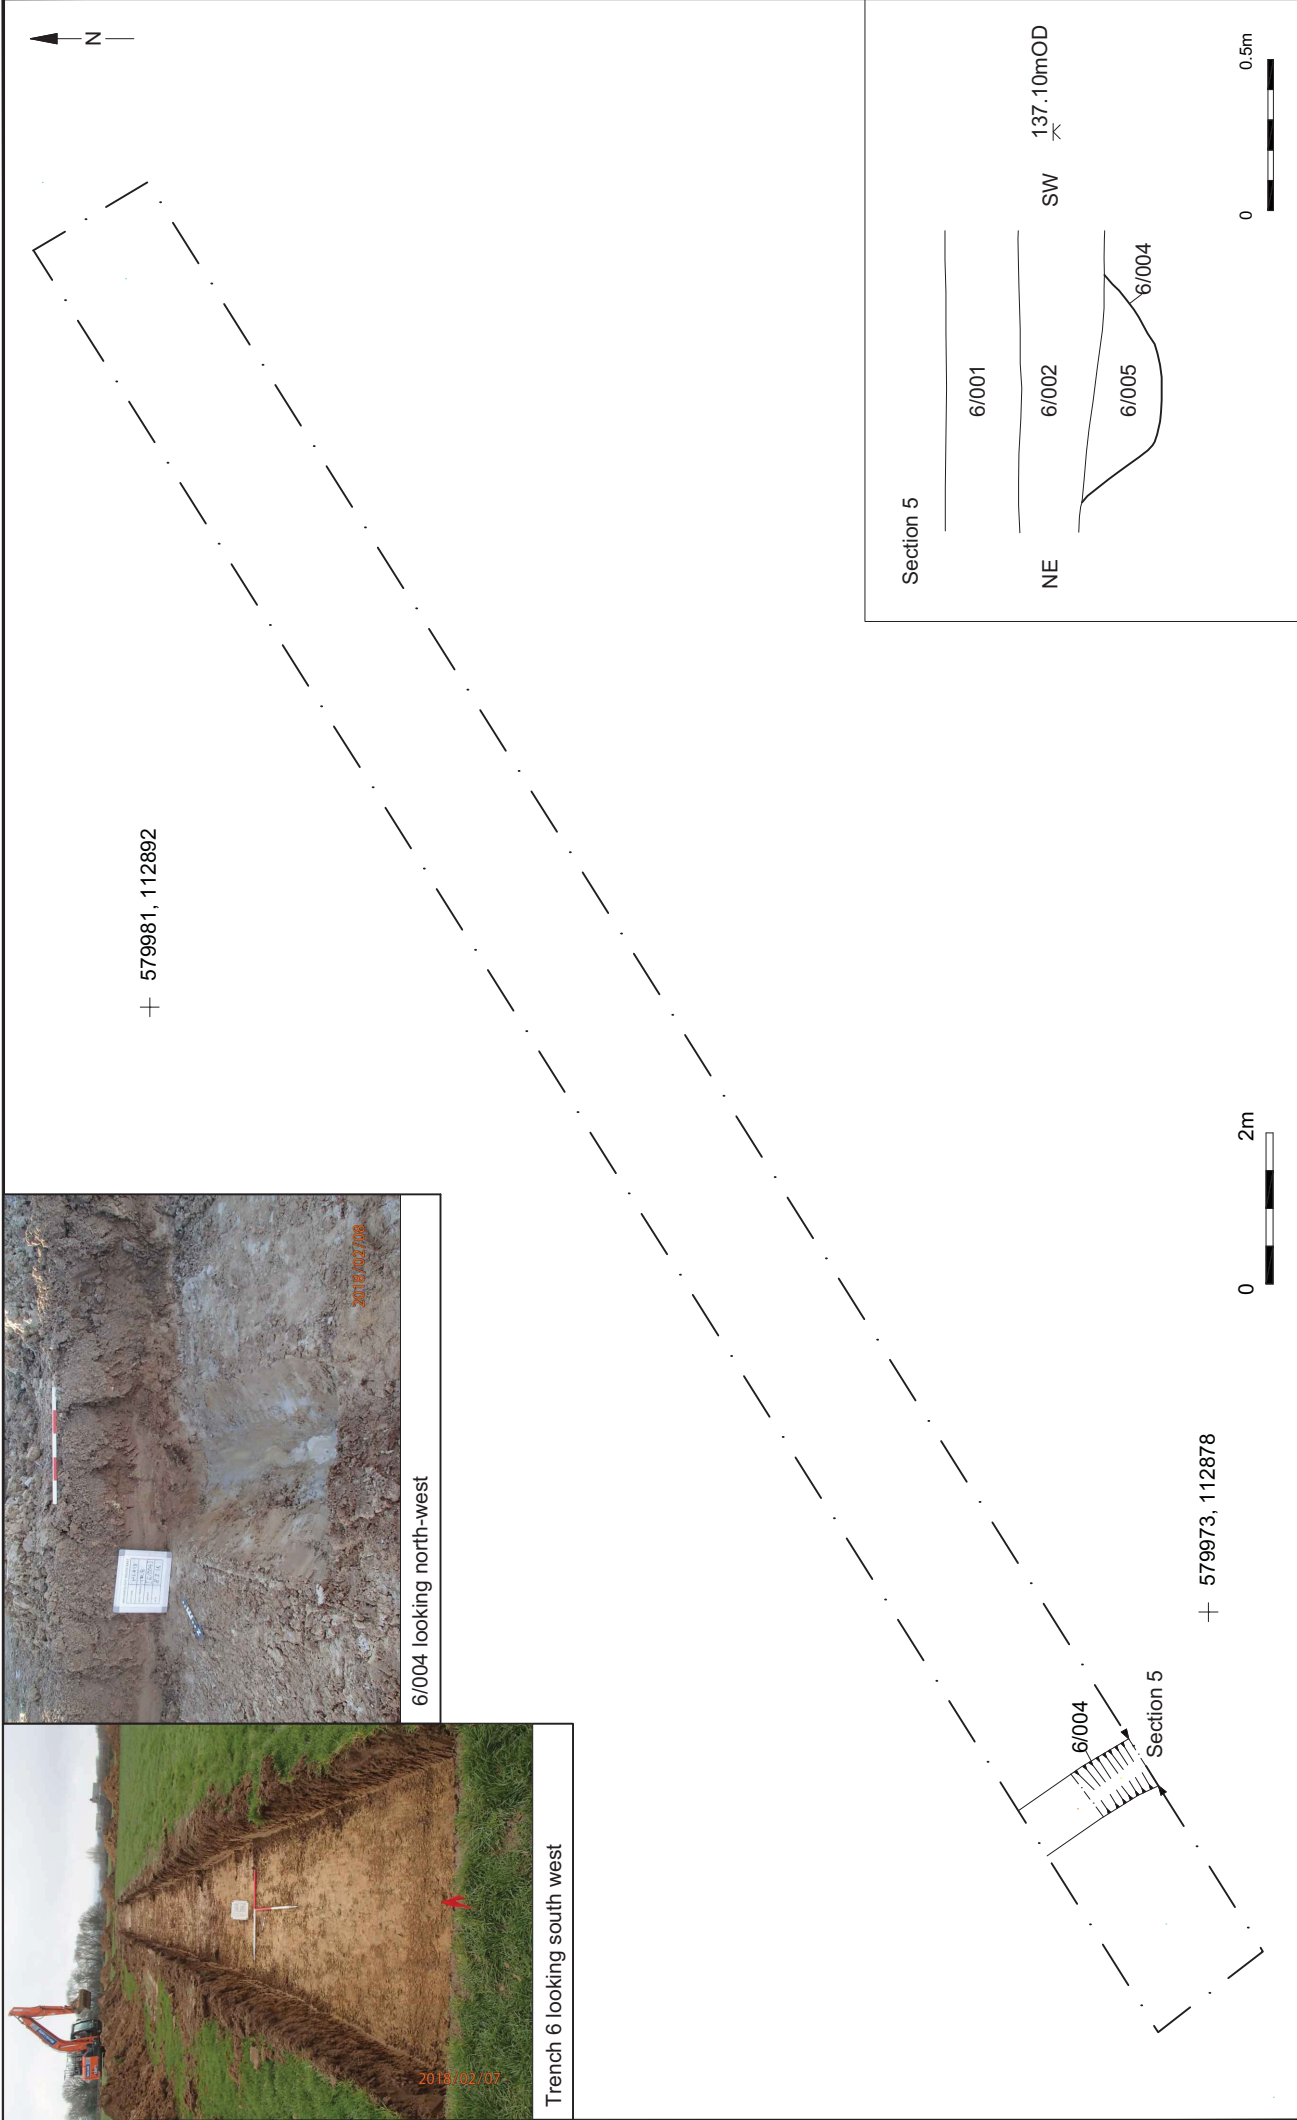 2018/02/07
Trench 6 looking south west
2018/02/08
6/004 looking north-west
579981, 112892
N
579973, 112878
6/004
Section 5
0 2m
Section 5
NE
SW
137.10mOD
6/001
6/002
6/005
6/004
0 0.5m